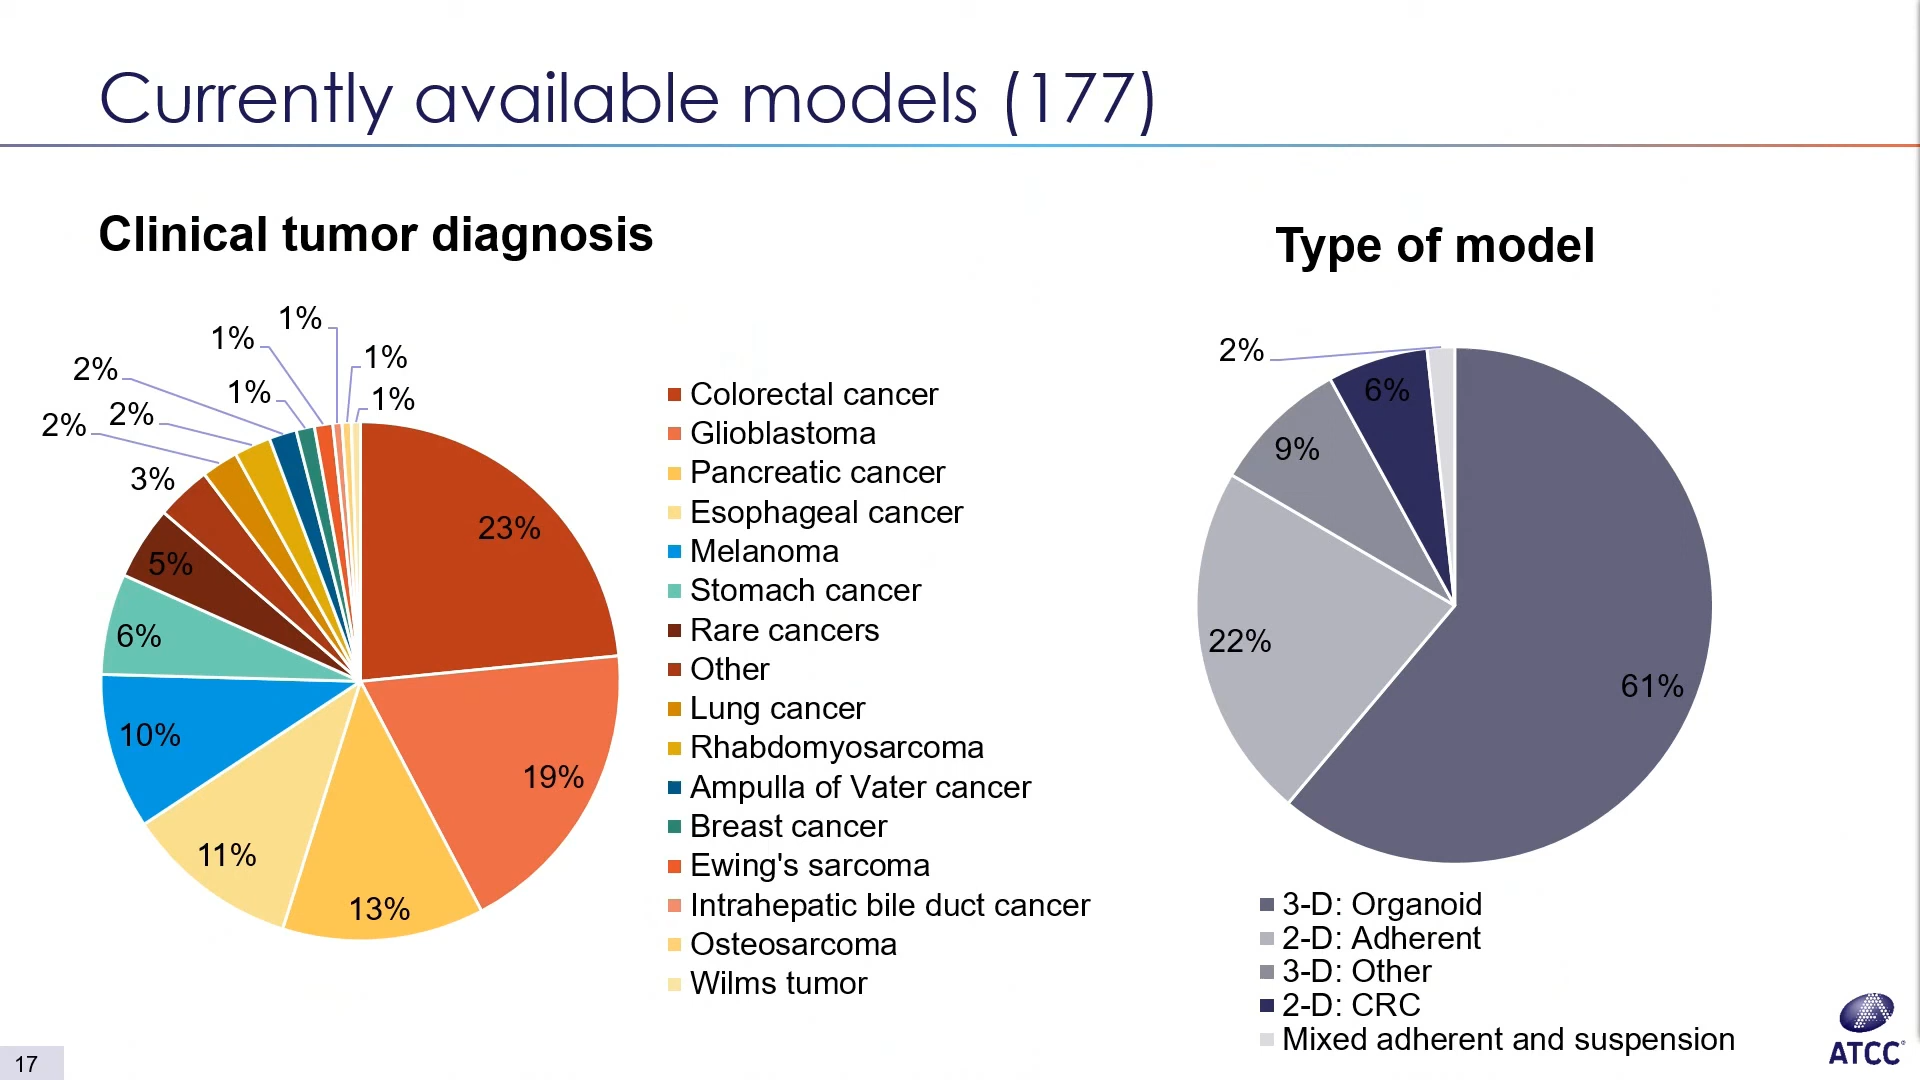 Currently available models (177)
Clinical tumor diagnosis
1%
1%
1%
2%
1%
1%
2%
2%
3%
23%
5%
6%
10%
19%
11%
13%
Colorectal cancer
Glioblastoma
Pancreatic cancer
Esophageal cancer
Melanoma
Stomach cancer
Rare cancers
Other
Lung cancer
Rhabdomyosarcoma
Ampulla of Vater cancer
Breast cancer
Ewing's sarcoma
Intrahepatic bile duct cancer
Osteosarcoma
Wilms tumor
Type of model
2%
6%
9%
22%
61%
3-D: Organoid
2-D: Adherent
3-D: Other
2-D: CRC
Mixed adherent and suspension
ATCC®
17